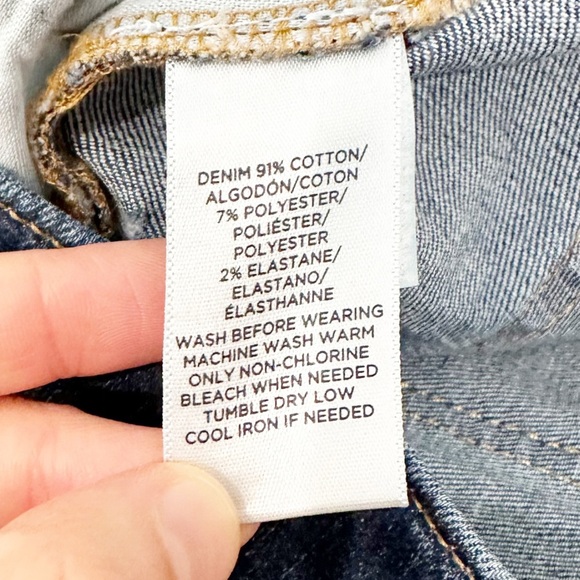 DENIM 91% COTTON/
ALGODÓN/COTON
7% POLYESTER/
POLIÉSTER/
POLYESTER
2% ELASTANE/
ELASTANO/
ÉLASTHANNE
WASH BEFORE WEARING
MACHINE WASH WARM
ONLY NON-CHLORINE
BLEACH WHEN NEEDED
TUMBLE DRY LOW
COOL IRON IF NEEDED